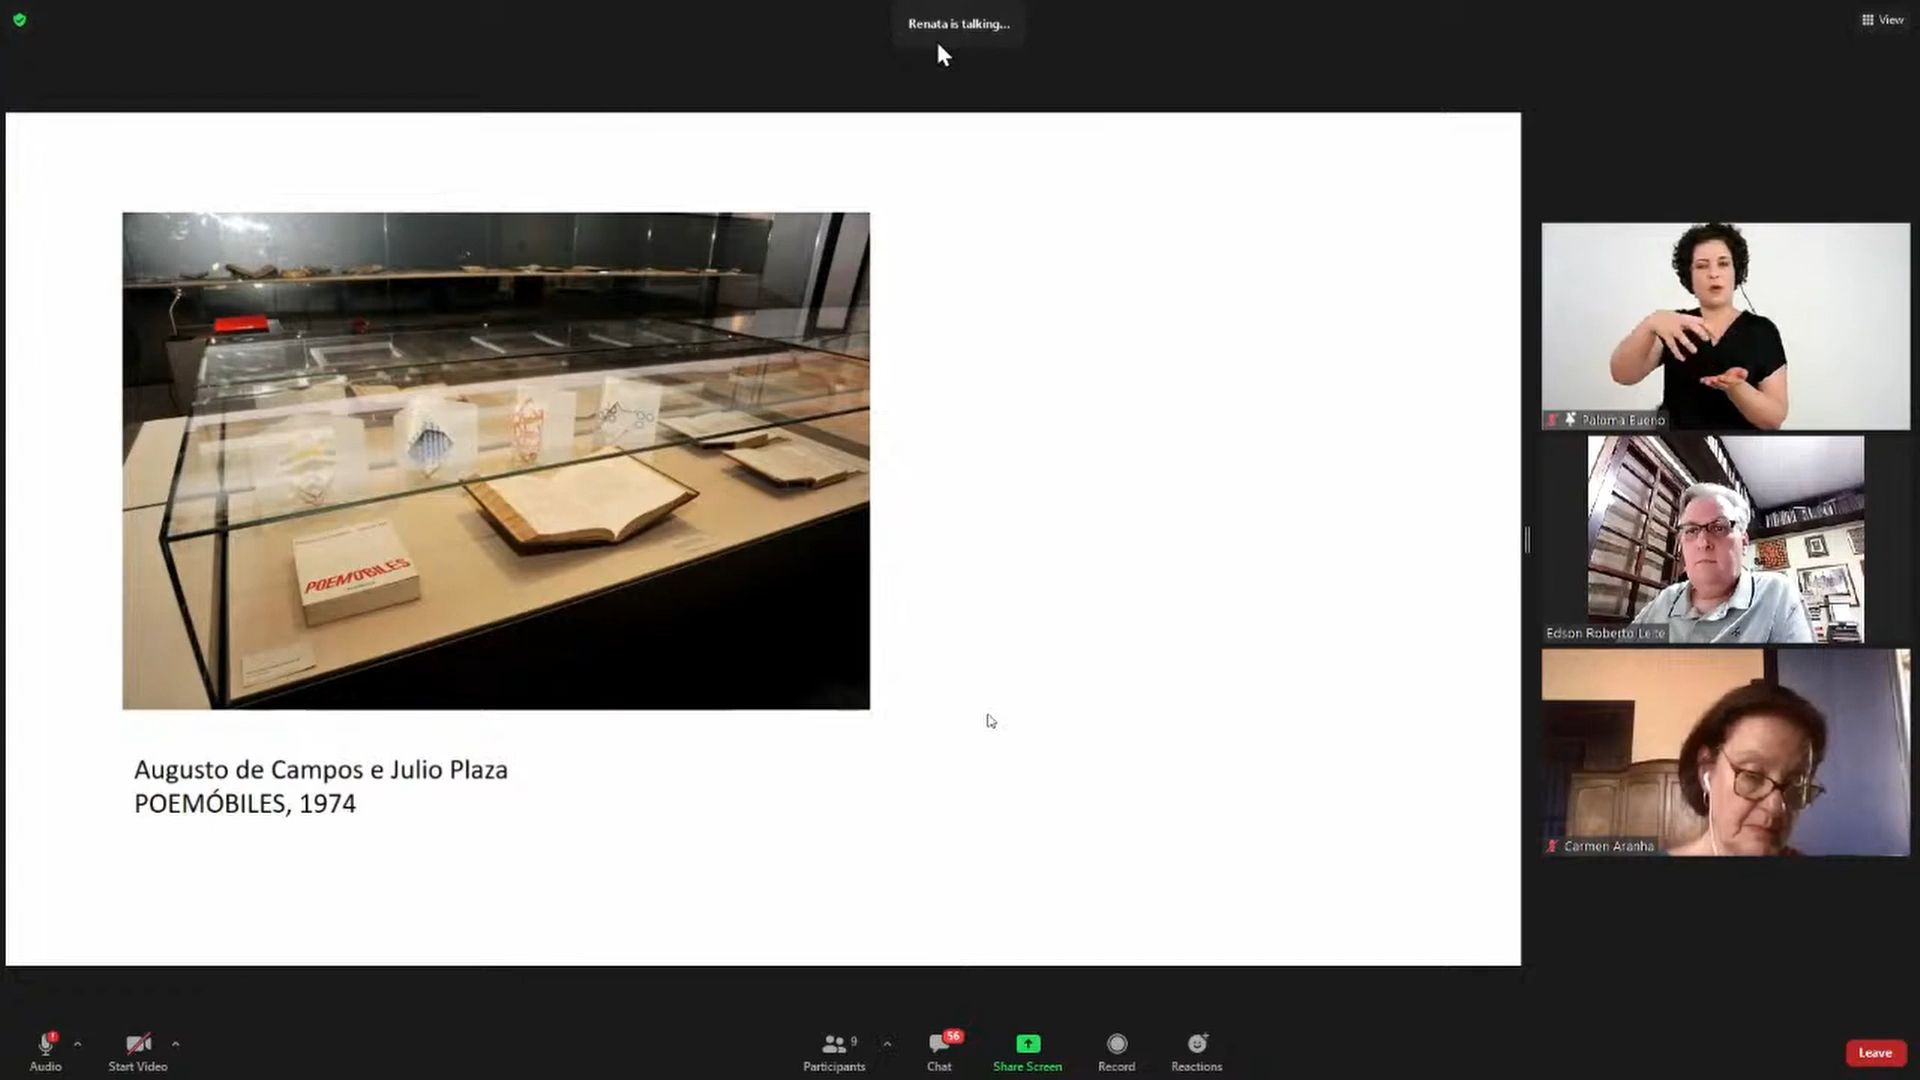 Renata is talking...
View
POEMOBILES
Augusto de Campos e Julio Plaza
POEMÓBILES, 1974
Paloma Bueno
Edson Roberto Leite
Carmen Aranha
Audio
Start Video
Participants
9
Chat
56
Share Screen
Record
Reactions
Leave